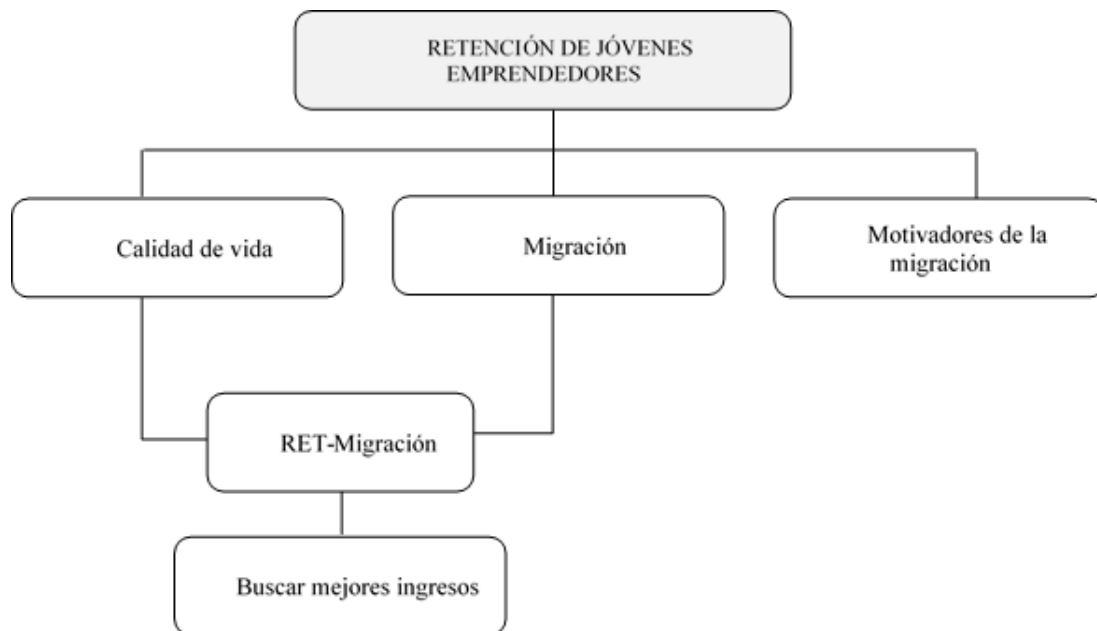 RETENCIÓN DE JÓVENES
EMPRENDEDORES
Calidad de vida
Migración
Motivadores de la
migración
RET-Migración
Buscar mejores ingresos